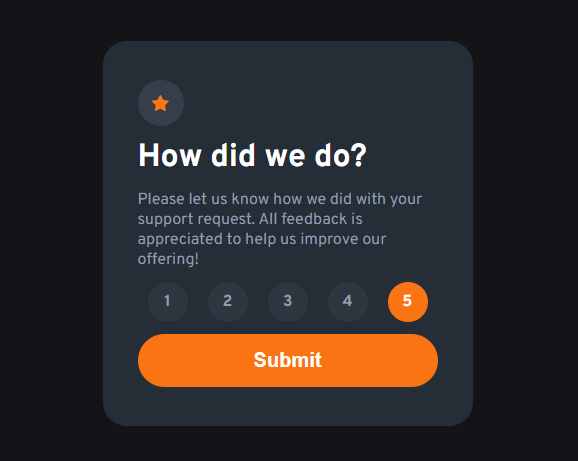 How did we do?
Please let us know how we did with your
support request. All feedback is
appreciated to help us improve our
offering!
1 2 3 4 5
Submit